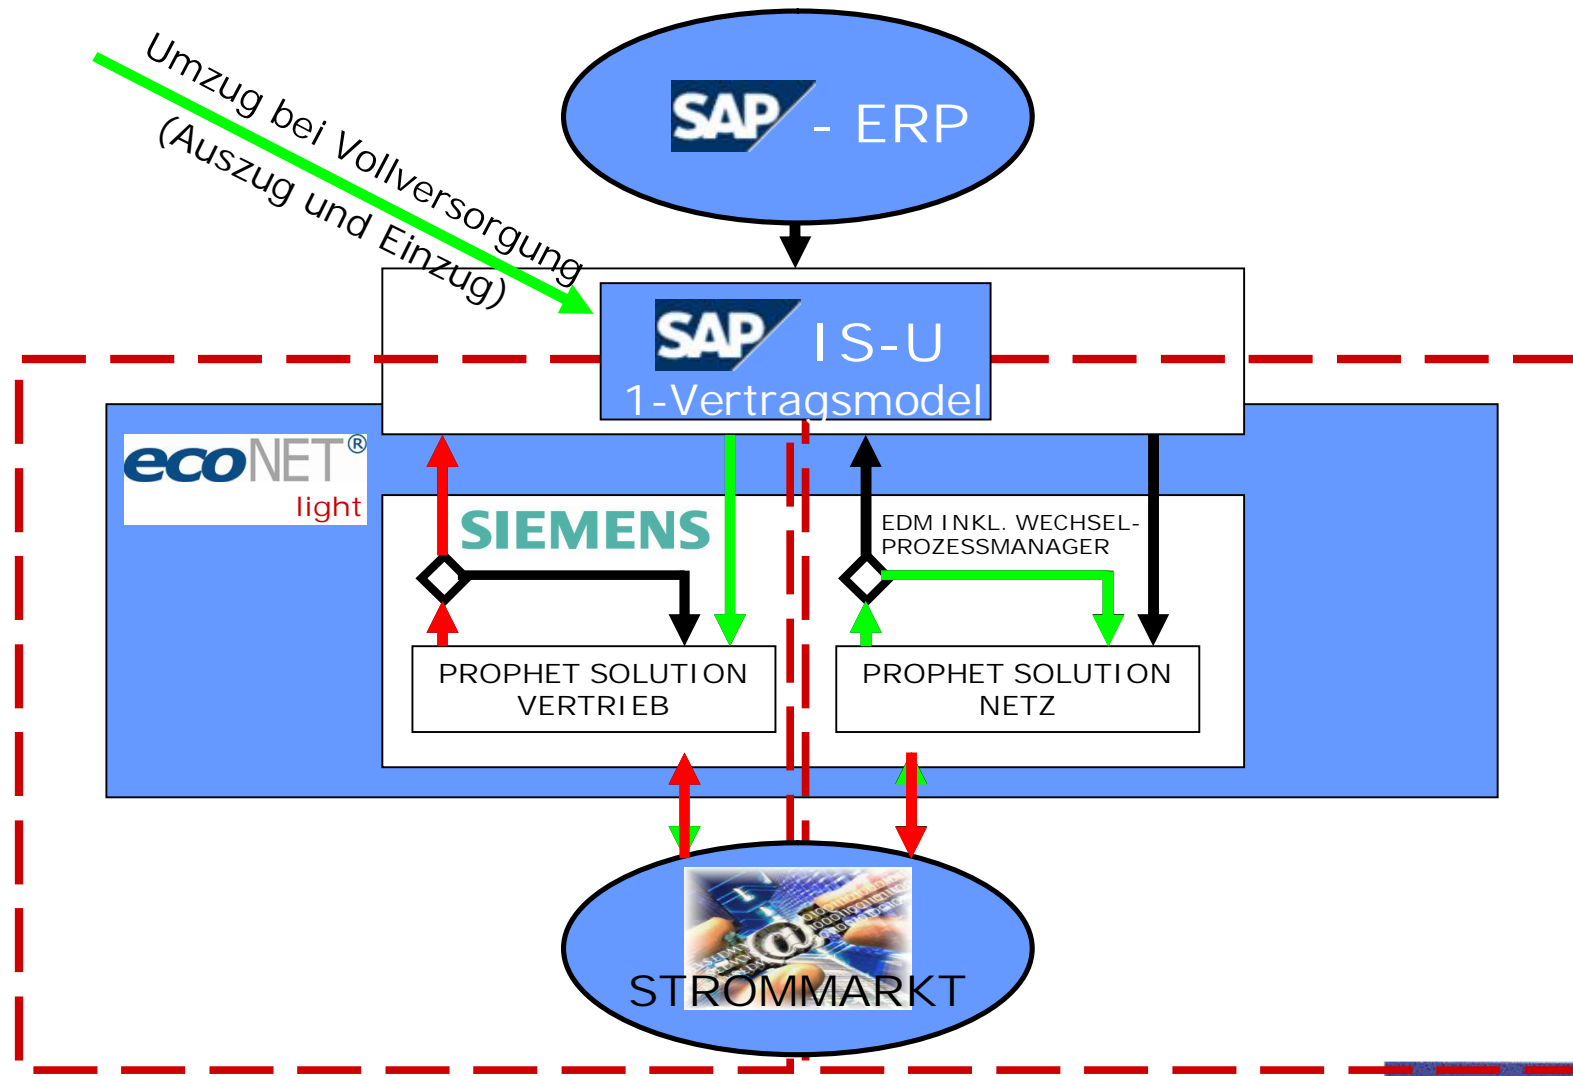 Umzug bei Vollversorgung
(Auszug und Einzug)
SAP - ERP
SAP IS-U
1-Vertragsmodel
ecoNET®
light
SIEMENS
EDM INKL. WECHSEL-
PROZESSMANAGER
PROPHET SOLUTION
VERTRIEB
PROPHET SOLUTION
NETZ
STROMMARKT